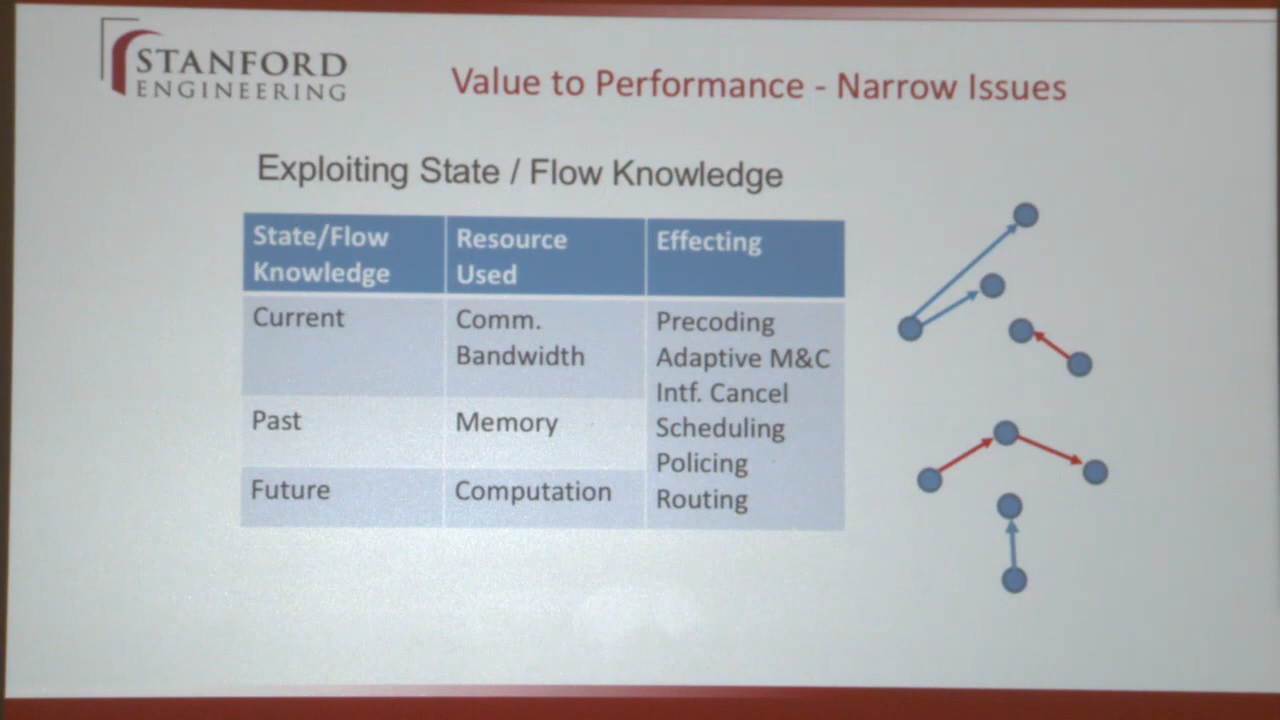 STANFORD
ENGINEERING
Value to Performance - Narrow Issues
Exploiting State / Flow Knowledge
State/Flow
Knowledge
Resource
Used
Effecting
Current
Comm.
Bandwidth
Precoding
Adaptive M&C
Intf. Cancel
Scheduling
Policing
Routing
Past
Memory
Future
Computation